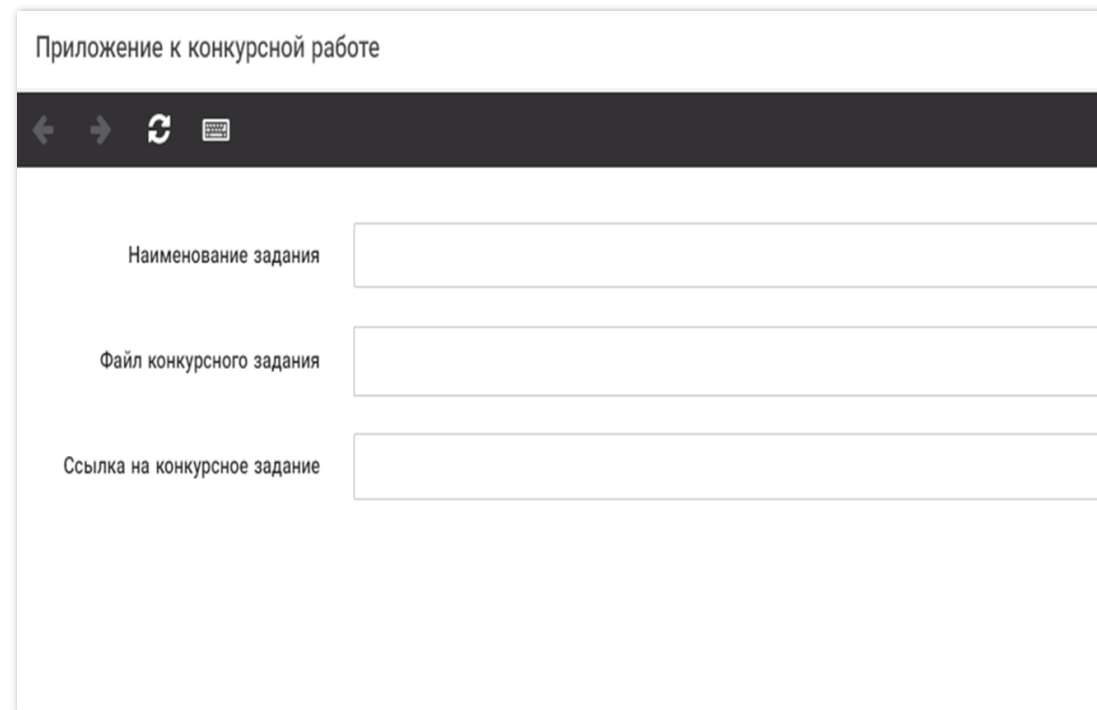 Приложение к конкурсной работе
Наименование задания
Файл конкурсного задания
Ссылка на конкурсное задание